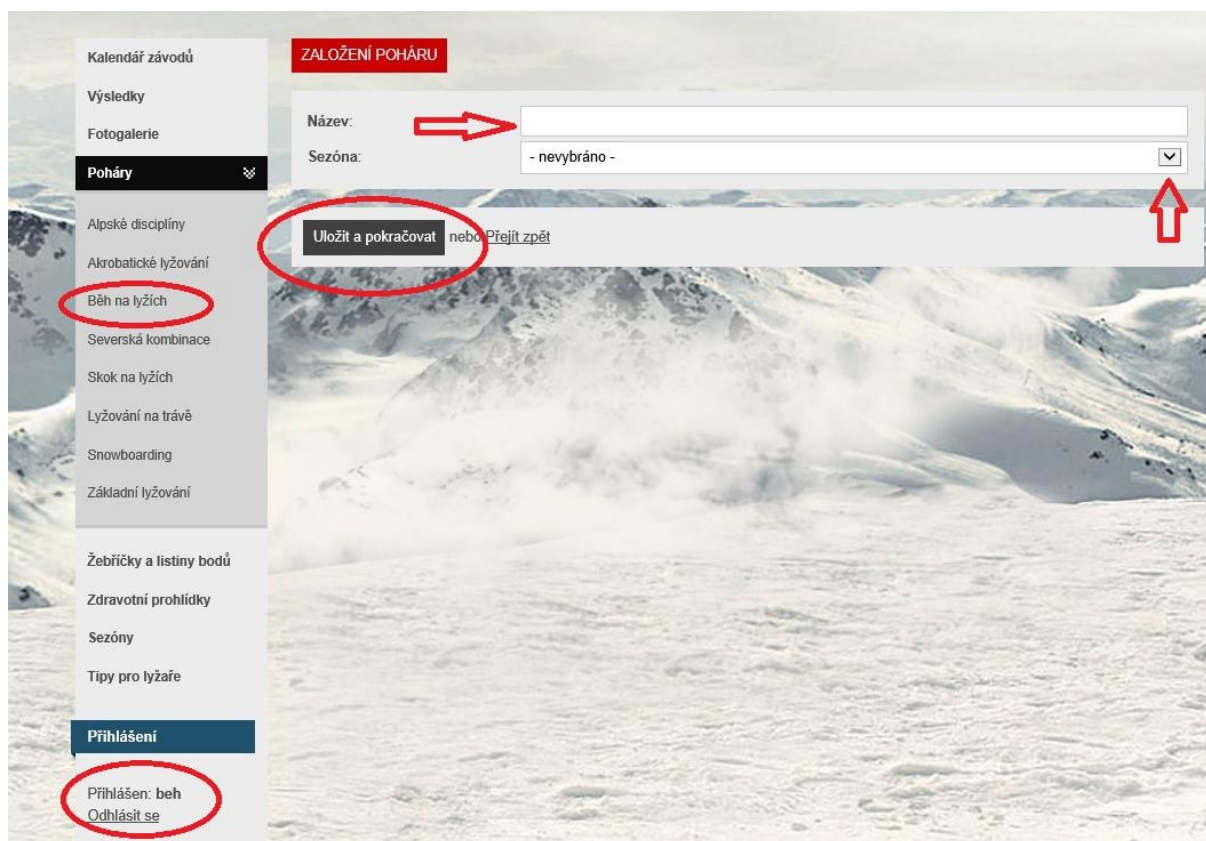 Kalendář závodů
Výsledky
Fotogalerie
Poháry
Alpské disciplíny
Akrobatické lyžování
Běh na lyžích
Severská kombinace
Skok na lyžích
Lyžování na trávě
Snowboarding
Základní lyžování
Žebříčky a listiny bodů
Zdravotní prohlídky
Sezóny
Tipy pro lyžaře
Přihlášení
Přihlášen: beh
Odhlásit se
ZALOŽENÍ POHÁRU
Název:
Sezóna: - nevybráno -
Uložit a pokračovat nebo Přejít zpět